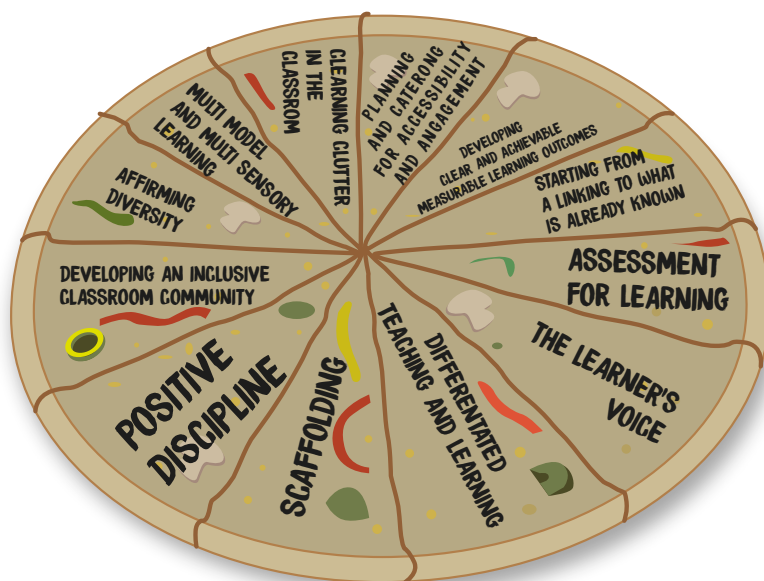 CLEARNING CLUTTER
IN THE
CLASSROM
PLANNING
AND CATERONG
FOR ACCESSIBILITY
AND ANGAGEMENT
DEVELOPING
CLEAR AND ACHIEVABLE
MEASURABLE LEARNING OUTCOMES
STARTING FROM
A LINKING TO WHAT
IS ALREADY KNOWN
ASSESSMENT
FOR LEARNING
THE LEARNER'S
VOICE
DIFFERENTATED
TEACHING AND LEARNING
SCAFFOLDING
POSITIVE
DISCIPLINE
DEVELOPING AN INCLUSIVE
CLASSROOM COMMUNITY
AFFIRMING
DIVERSITY
MULTI MODEL
AND MULTI SENSORY
LEARNING